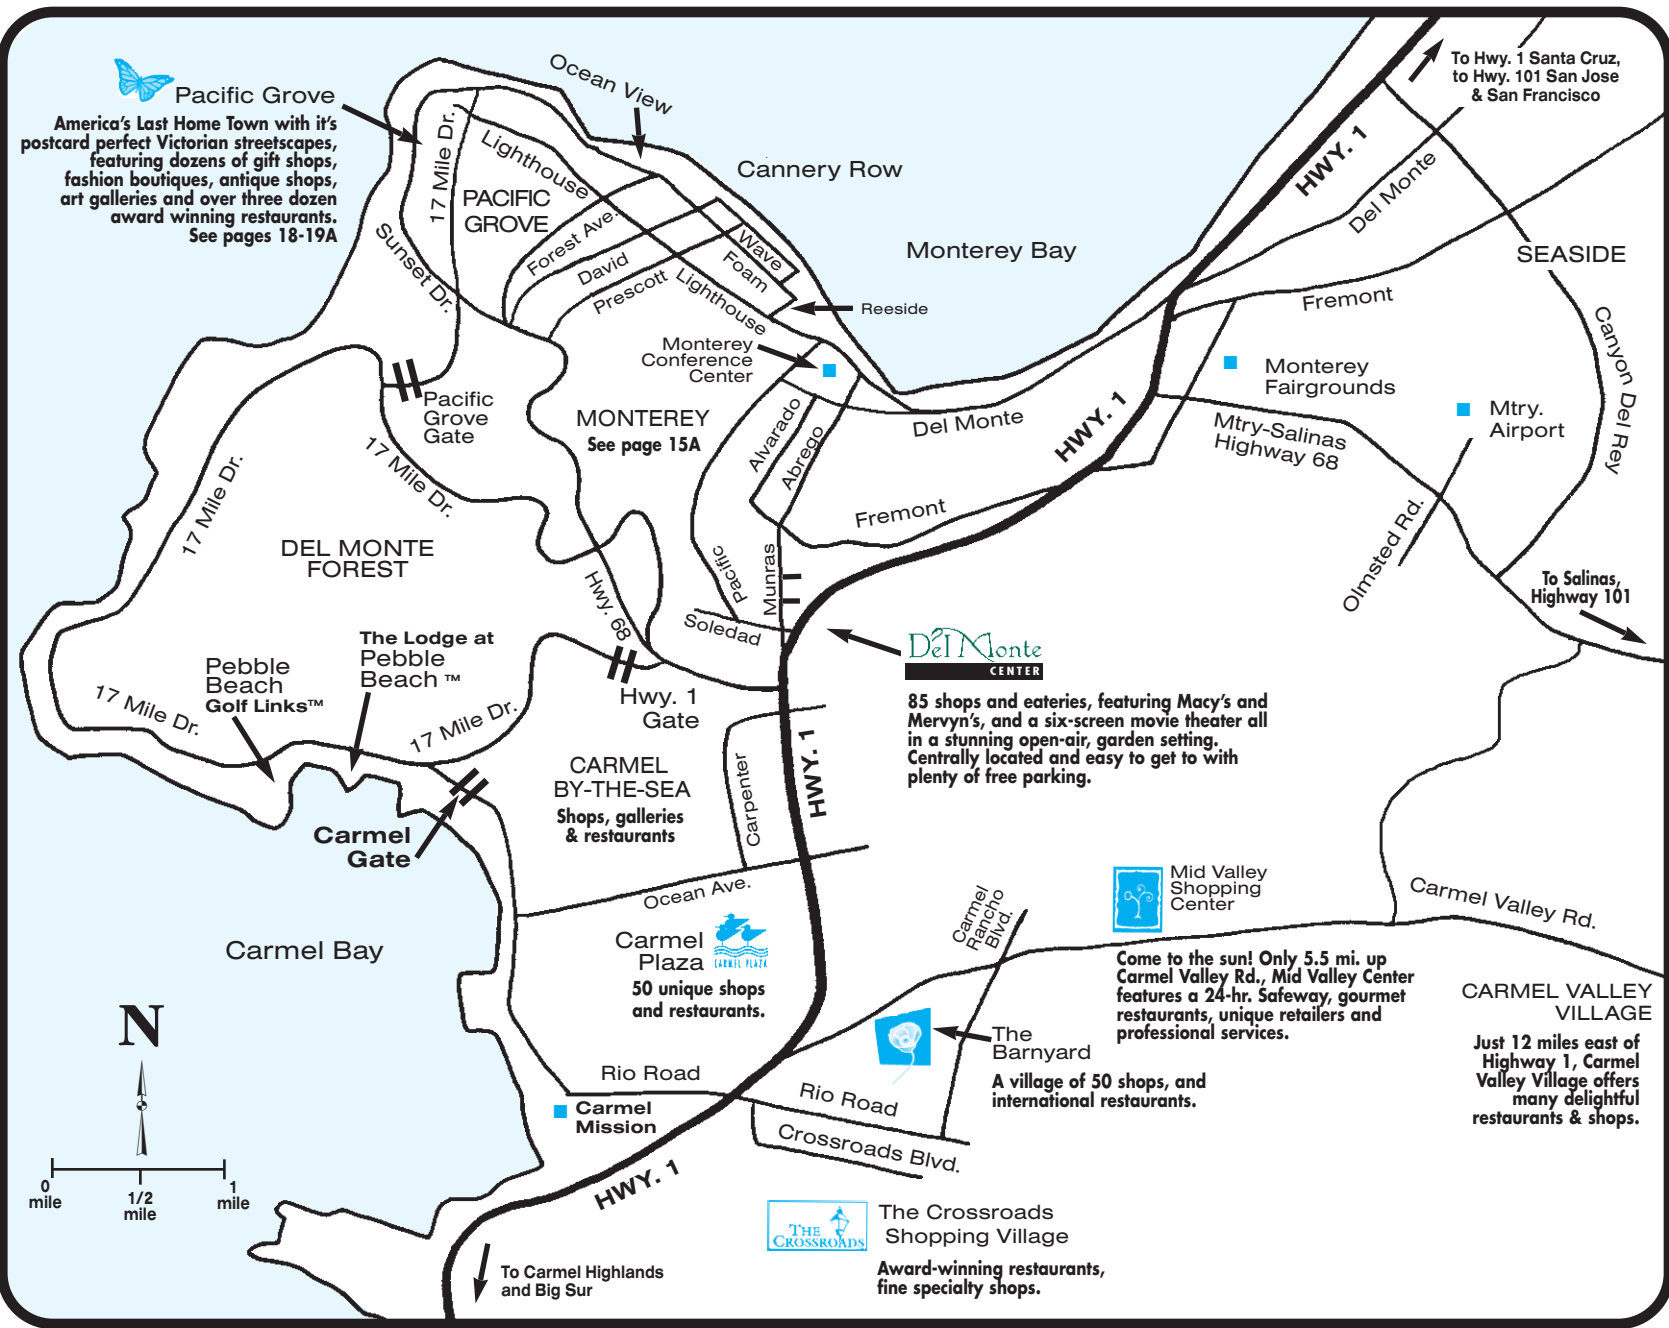 Pacific Grove
America's Last Home Town with it's
postcard perfect Victorian streetscapes,
featuring dozens of gift shops,
fashion boutiques, antique shops,
art galleries and over three dozen
award winning restaurants.
See pages 18-19A
Ocean View
Cannery Row
Monterey Bay
To Hwy. 1 Santa Cruz,
to Hwy. 101 San Jose
& San Francisco
HWY. 1
Del Monte
SEASIDE
17 Mile Dr.
Lighthouse
PACIFIC
GROVE
Sunset Dr.
Forest Ave.
David
Prescott
Lighthouse
Wave
Foam
Reeside
Fremont
Canyon Del Rey
Monterey
Conference
Center
Monterey
Fairgrounds
Mtry.
Airport
Pacific
Grove
Gate
MONTEREY
See page 15A
Alvarado
Abrego
Del Monte
HWY. 1
Mtry-Salinas
Highway 68
17 Mile Dr.
17 Mile Dr.
Fremont
Olmsted Rd.
DEL MONTE
FOREST
Hwy. 68
Pacific
Munras
Soledad
To Salinas,
Highway 101
Del Monte
CENTER
85 shops and eateries, featuring Macy's and
Mervyn's, and a six-screen movie theater all
in a stunning open-air, garden setting.
Centrally located and easy to get to with
plenty of free parking.
The Lodge at
Pebble
Beach ™
Pebble
Beach
Golf Links™
17 Mile Dr.
17 Mile Dr.
Hwy. 1
Gate
CARMEL
BY-THE-SEA
Shops, galleries
& restaurants
Carpenter
HWY. 1
Carmel
Gate
Ocean Ave.
Carmel
Plaza
CARMEL PLAZA
50 unique shops
and restaurants.
Carmel Bay
Carmel
Rancho
Blvd.
Mid Valley
Shopping
Center
Come to the sun! Only 5.5 mi. up
Carmel Valley Rd., Mid Valley Center
features a 24-hr. Safeway, gourmet
restaurants, unique retailers and
professional services.
Carmel Valley Rd.
CARMEL VALLEY
VILLAGE
Just 12 miles east of
Highway 1, Carmel
Valley Village offers
many delightful
restaurants & shops.
The
Barnyard
A village of 50 shops, and
international restaurants.
N
0
mile
1/2
mile
1
mile
Rio Road
Rio Road
Carmel
Mission
Crossroads Blvd.
HWY. 1
THE
CROSSROADS
The Crossroads
Shopping Village
Award-winning restaurants,
fine specialty shops.
To Carmel Highlands
and Big Sur